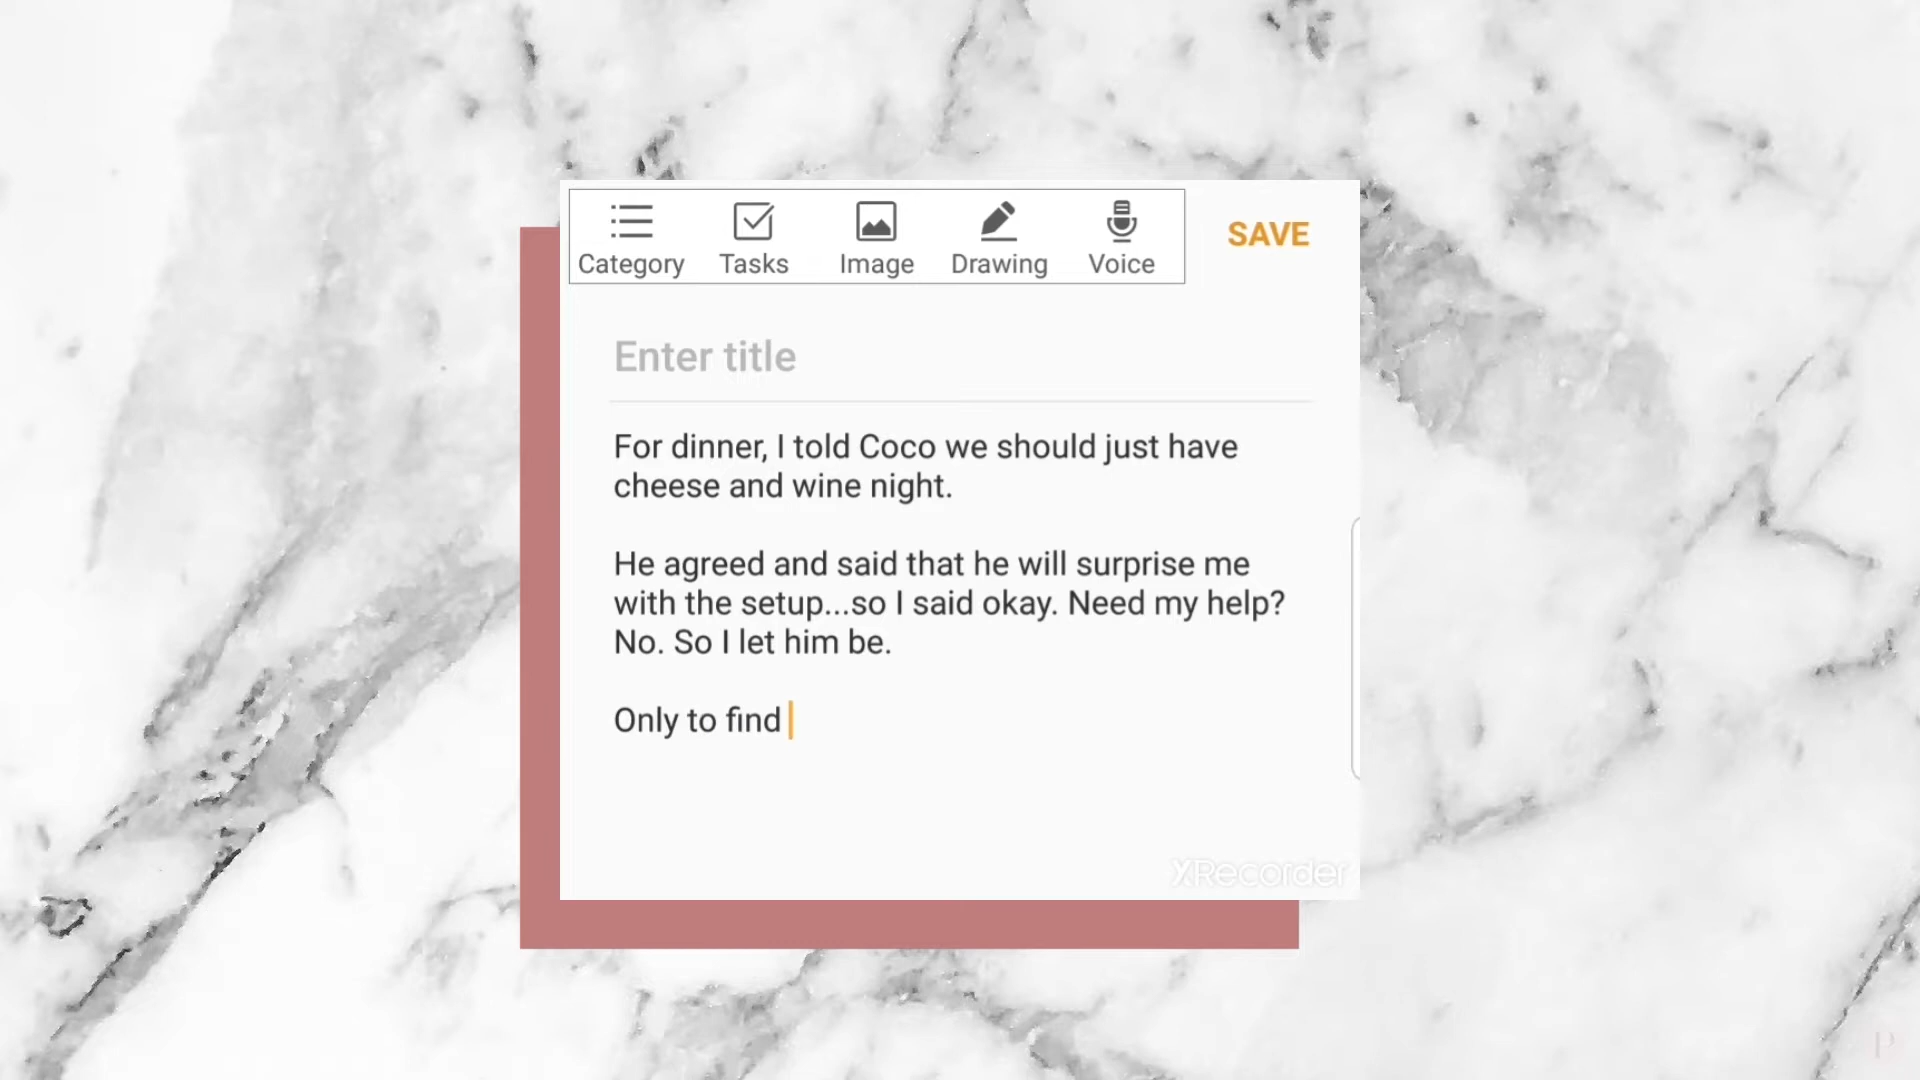 Category Tasks Image Drawing Voice
SAVE
Enter title
For dinner, I told Coco we should just have
cheese and wine night.
He agreed and said that he will surprise me
with the setup...so I said okay. Need my help?
No. So I let him be.
Only to find
XRecorder
P